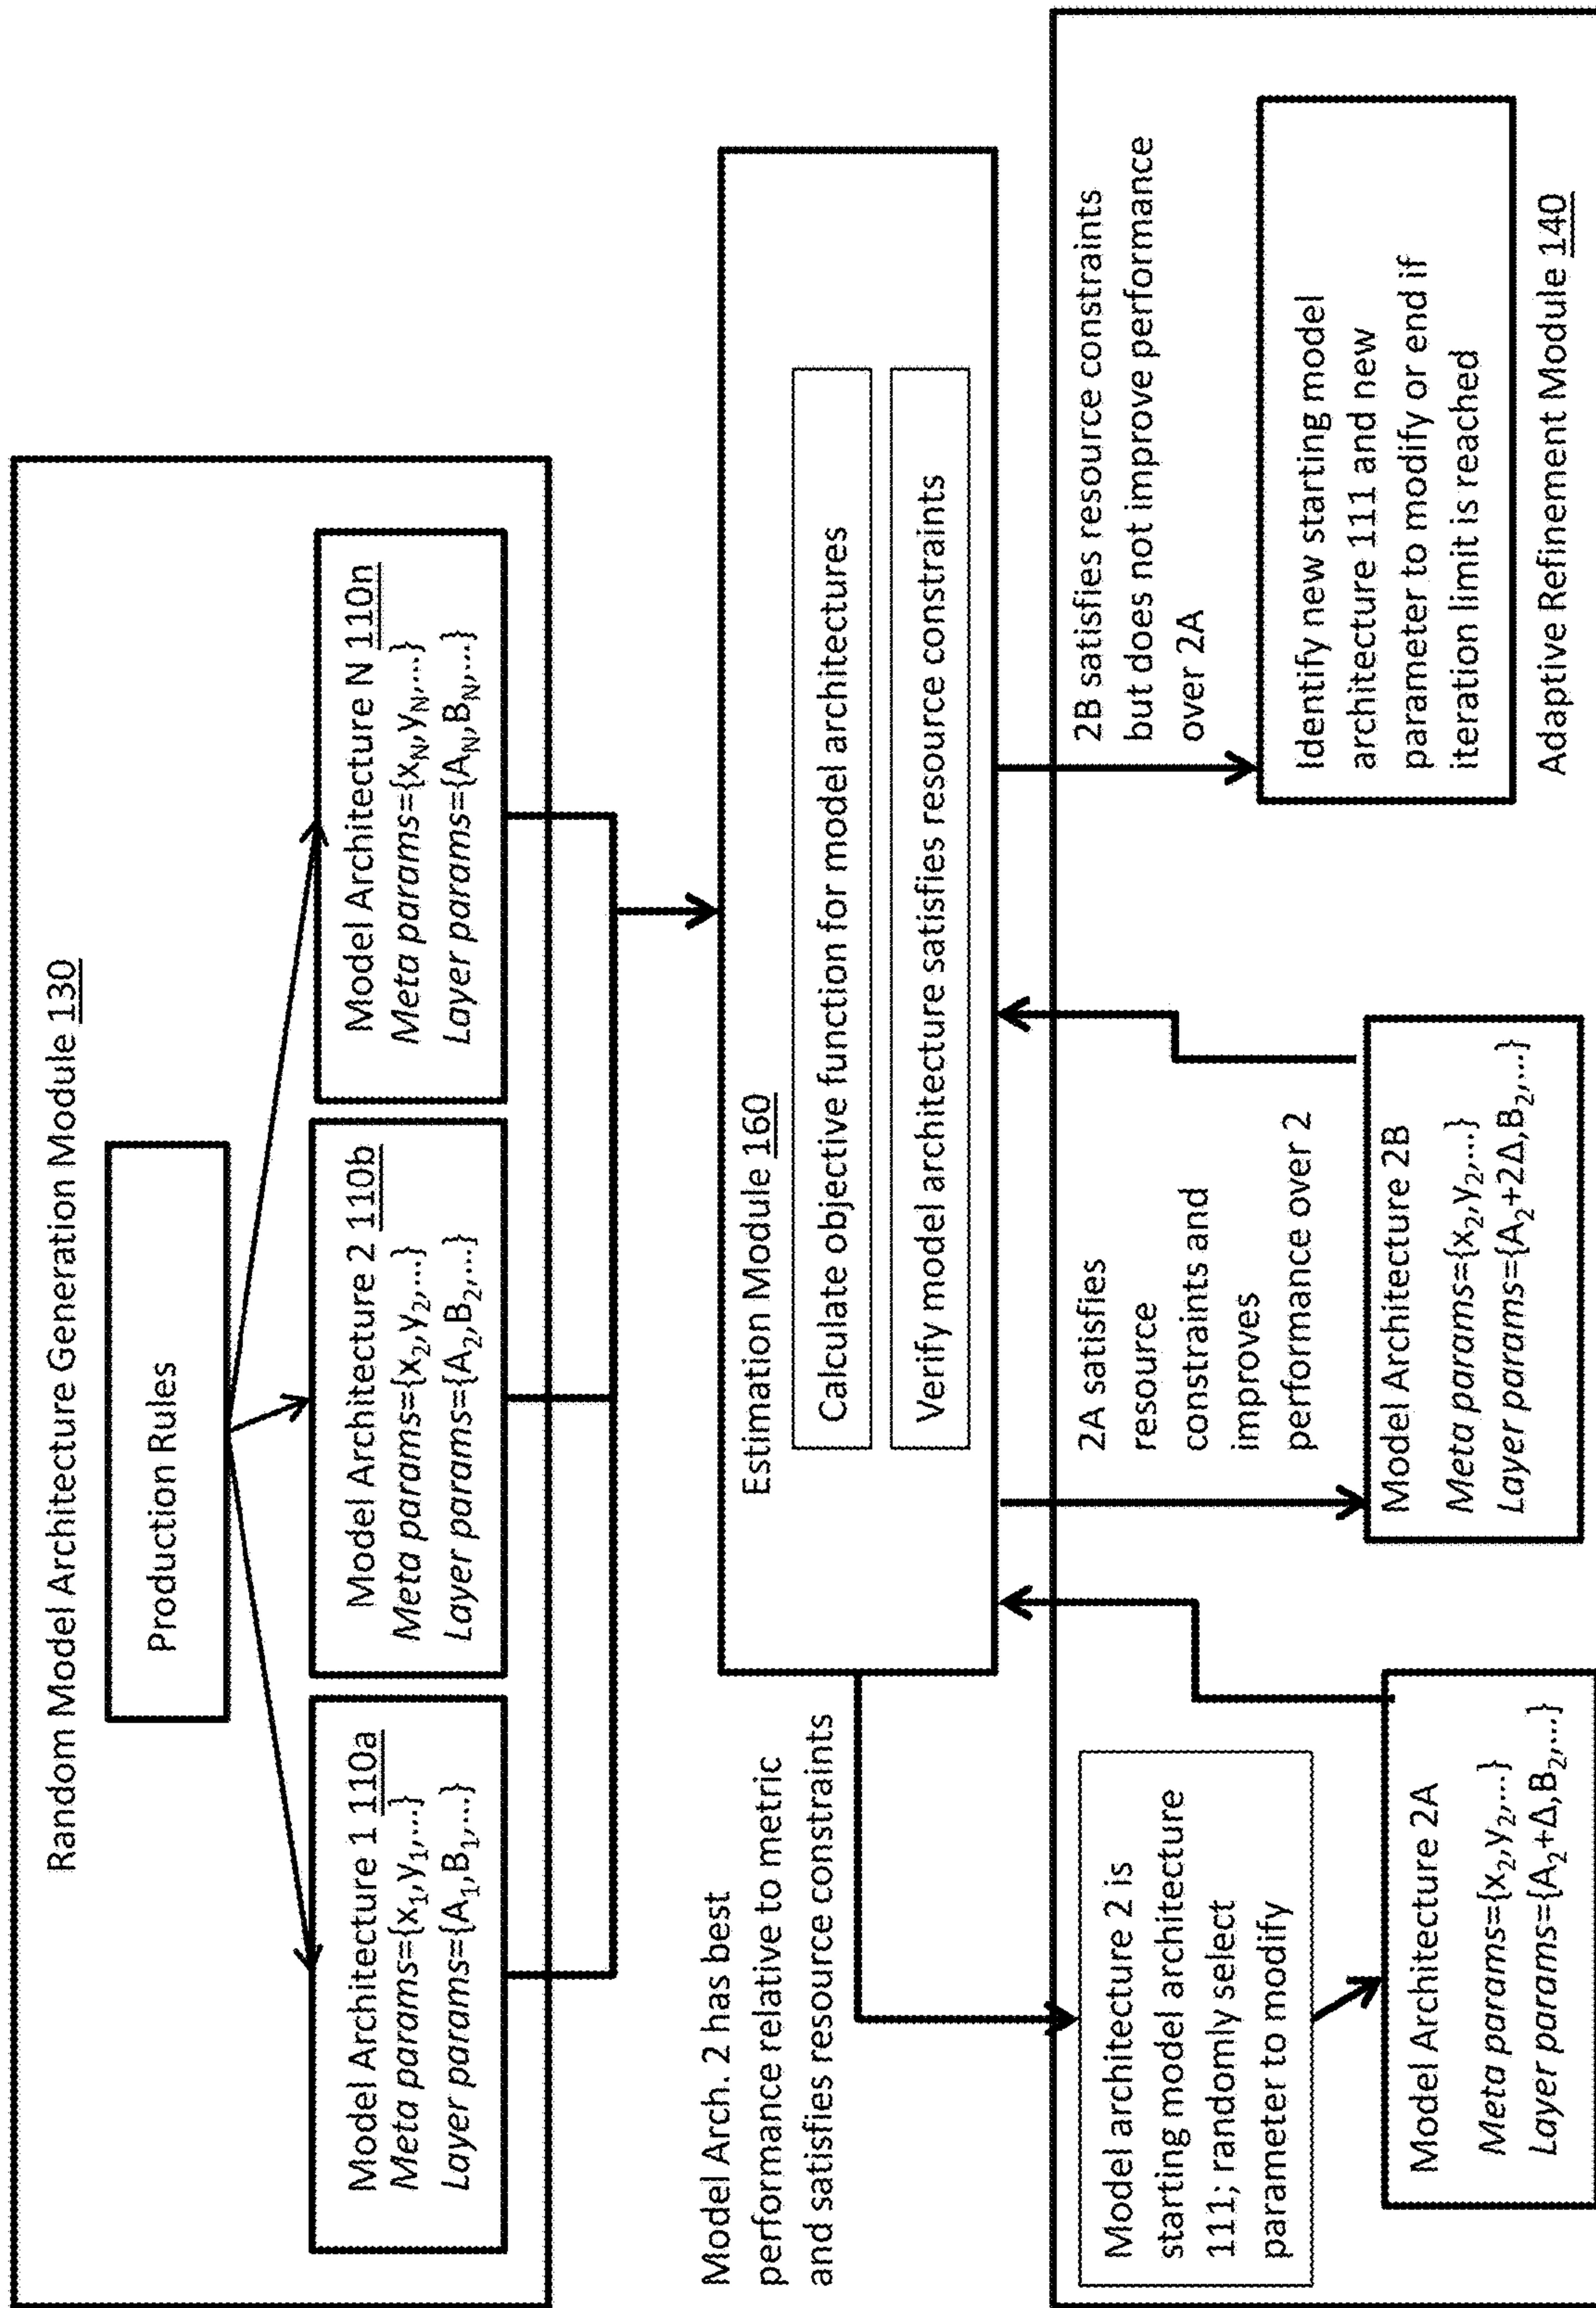 Random Model Architecture Generation Module 130
Production Rules
Model Architecture 1 110a
Meta params={x₁,y₁,...}
Layer params={A₁,B₁,...}
Model Architecture 2 110b
Meta params={x₂,y₂,...}
Layer params={A₂,B₂,...}
Model Architecture N 110n
Meta params={x_N,y_N,...}
Layer params={A_N,B_N,...}
Model Arch. 2 has best
performance relative to metric
and satisfies resource constraints
Estimation Module 160
Calculate objective function for model architectures
Verify model architecture satisfies resource constraints
Model architecture 2 is
starting model architecture
111; randomly select
parameter to modify
Model Architecture 2A
Meta params={x₂,y₂,...}
Layer params={A₂+Δ,B₂,...}
2A satisfies
resource
constraints and
improves
performance over 2
Model Architecture 2B
Meta params={x₂,y₂,...}
Layer params={A₂+2Δ,B₂,...}
2B satisfies resource constraints
but does not improve performance
over 2A
Identify new starting model
architecture 111 and new
parameter to modify or end if
iteration limit is reached
Adaptive Refinement Module 140